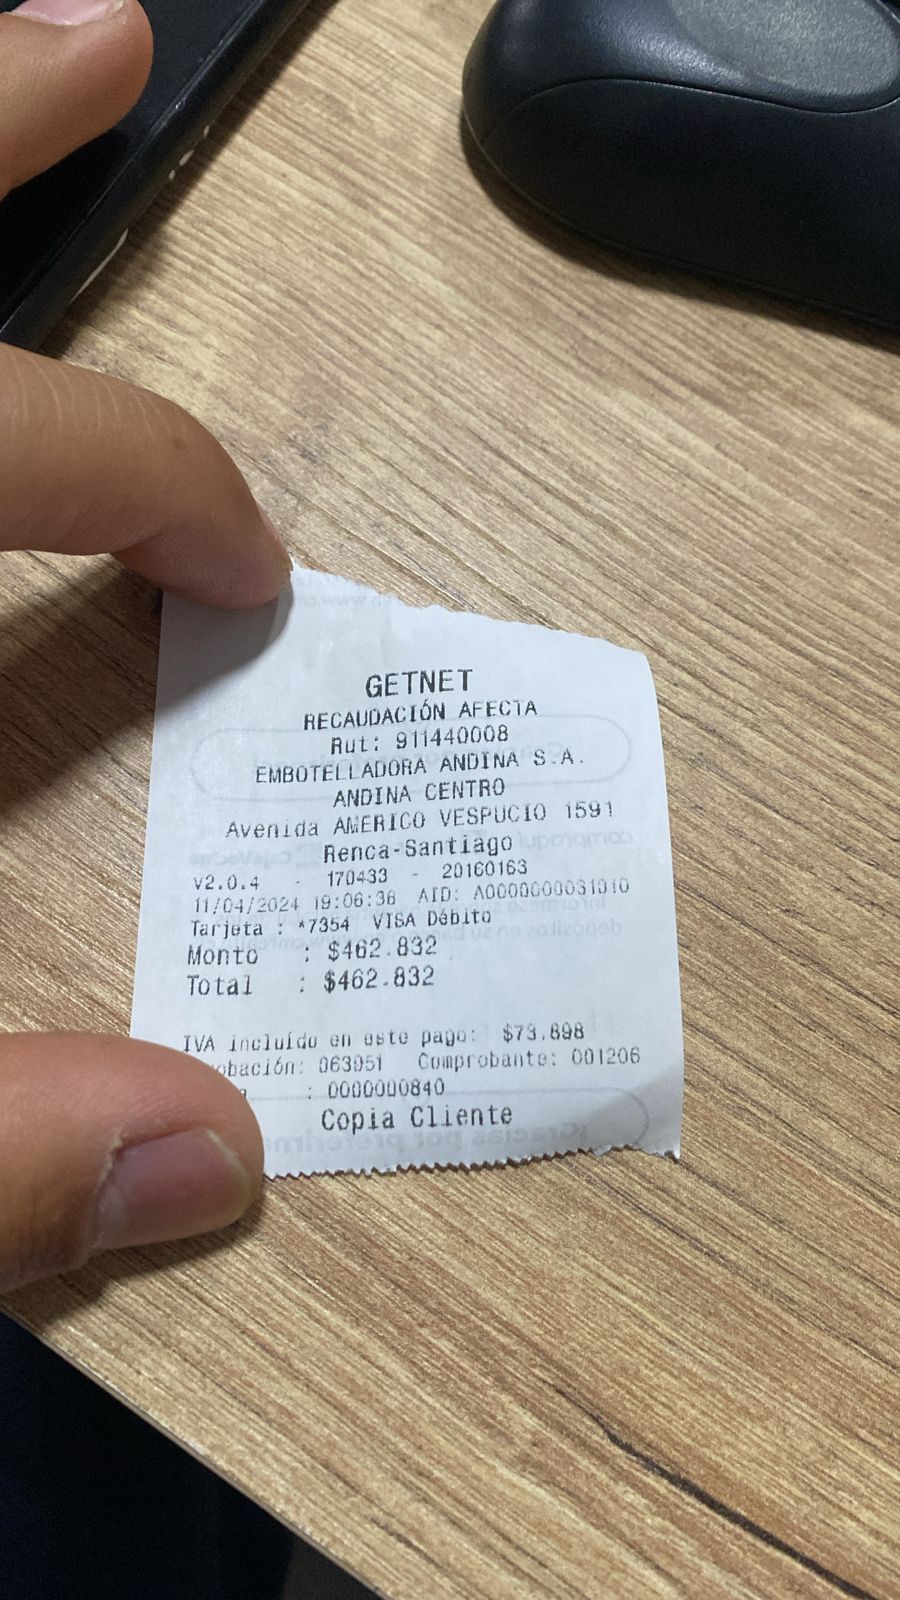 GETNET
RECAUDACIÓN AFECTA
Rut: 911440008
EMBOTELLADORA ANDINA S.A.
ANDINA CENTRO
Avenida AMERICO VESPUCIO 1591
Renca-Santiago
v2.0.4 - 170433 - 20160163
11/04/2024 19:06:36 AID: A0000000031010
Tarjeta : *7354 VISA Débito
Monto : $462.832
Total : $462.832
IVA incluído en este pago: $73.898
obación: 063951 Comprobante: 001206
: 0000000840
Copia Cliente